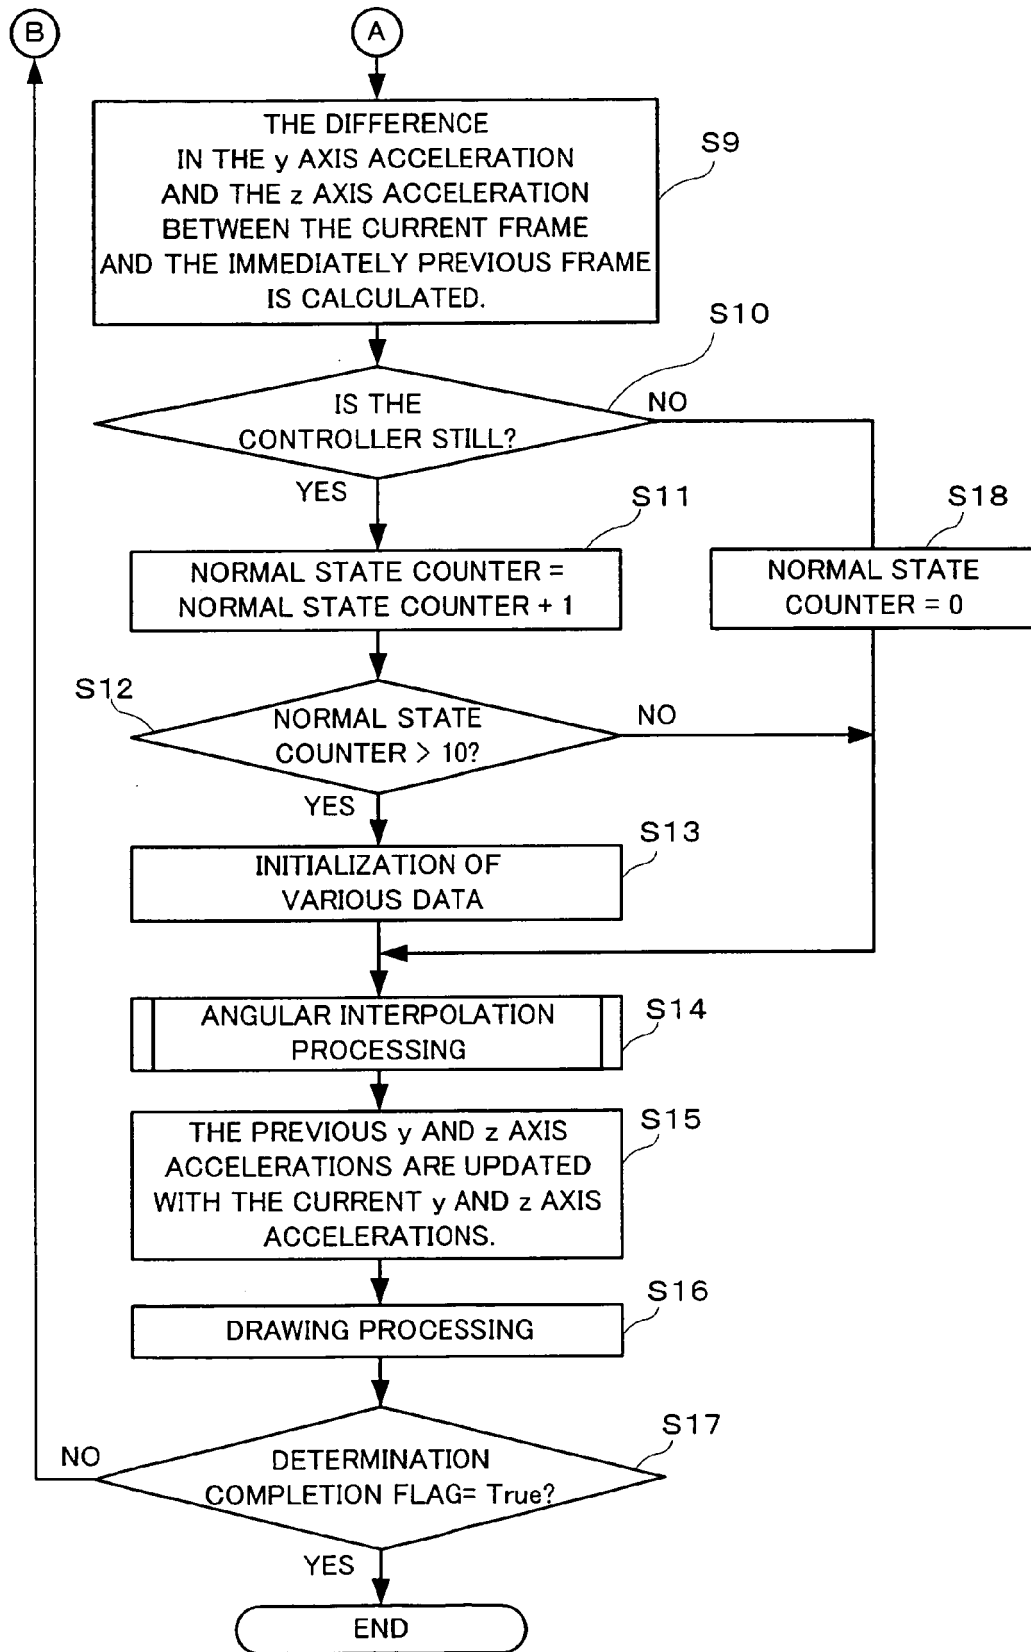 B
A
THE DIFFERENCE
IN THE y AXIS ACCELERATION
AND THE z AXIS ACCELERATION
BETWEEN THE CURRENT FRAME
AND THE IMMEDIATELY PREVIOUS FRAME
IS CALCULATED.
S9
S10
IS THE
CONTROLLER STILL?
NO
YES
S11
NORMAL STATE COUNTER =
NORMAL STATE COUNTER + 1
S18
NORMAL STATE
COUNTER = 0
S12
NORMAL STATE
COUNTER > 10?
NO
YES
S13
INITIALIZATION OF
VARIOUS DATA
ANGULAR INTERPOLATION
PROCESSING
S14
THE PREVIOUS y AND z AXIS
ACCELERATIONS ARE UPDATED
WITH THE CURRENT y AND z AXIS
ACCELERATIONS.
S15
S16
DRAWING PROCESSING
S17
NO
DETERMINATION
COMPLETION FLAG= True?
YES
END